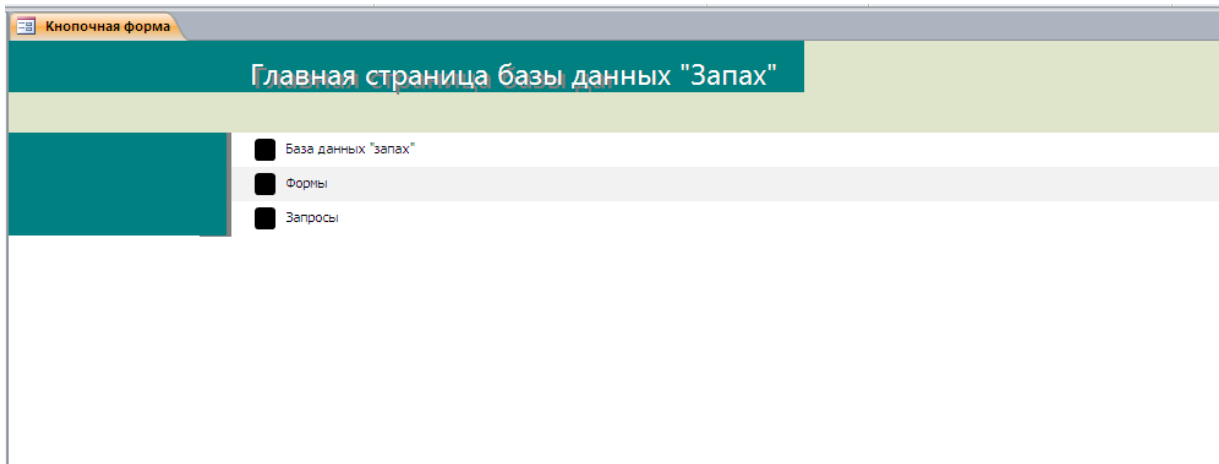 Кнопочная форма
Главная страница базы данных "Запах"
База данных "запах"
Формы
Запросы